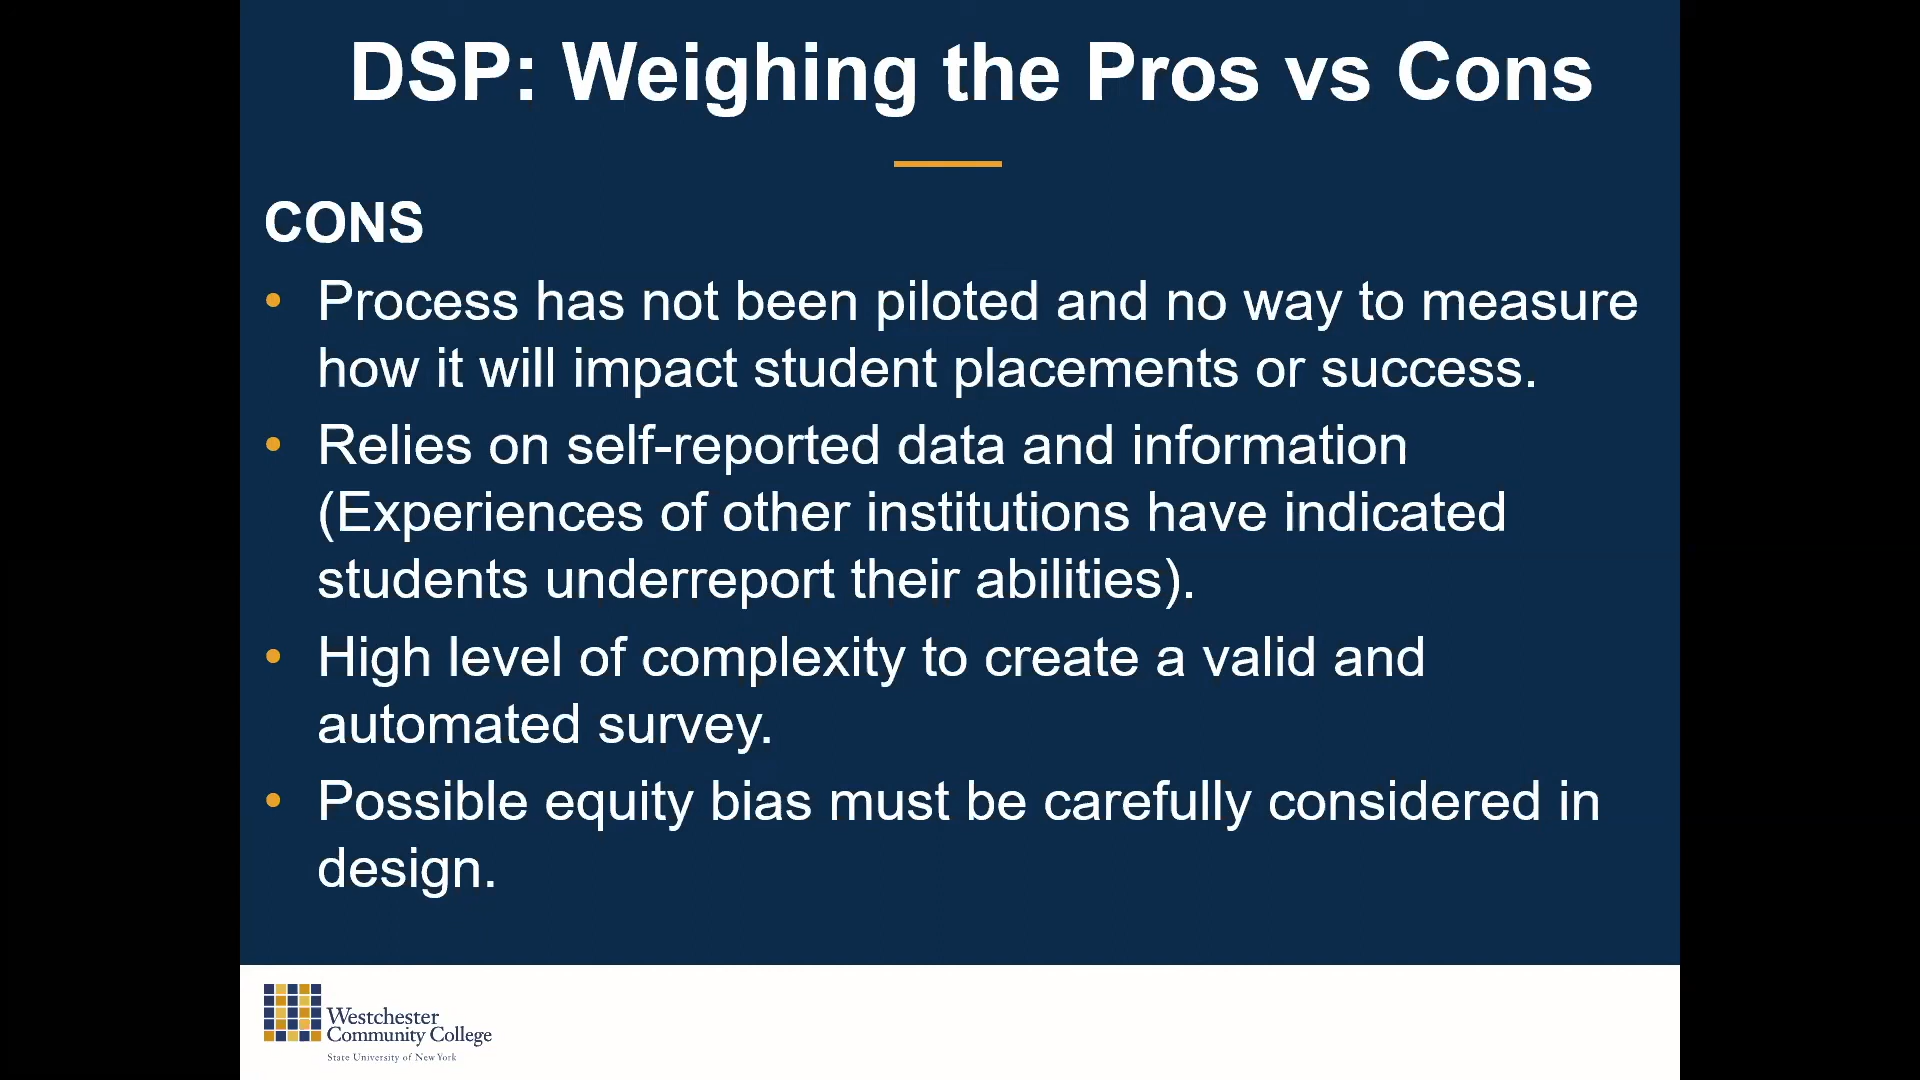 DSP: Weighing the Pros vs Cons
CONS
• Process has not been piloted and no way to measure
how it will impact student placements or success.
• Relies on self-reported data and information
(Experiences of other institutions have indicated
students underreport their abilities).
• High level of complexity to create a valid and
automated survey.
• Possible equity bias must be carefully considered in
design.
Westchester
Community College
State University of New York